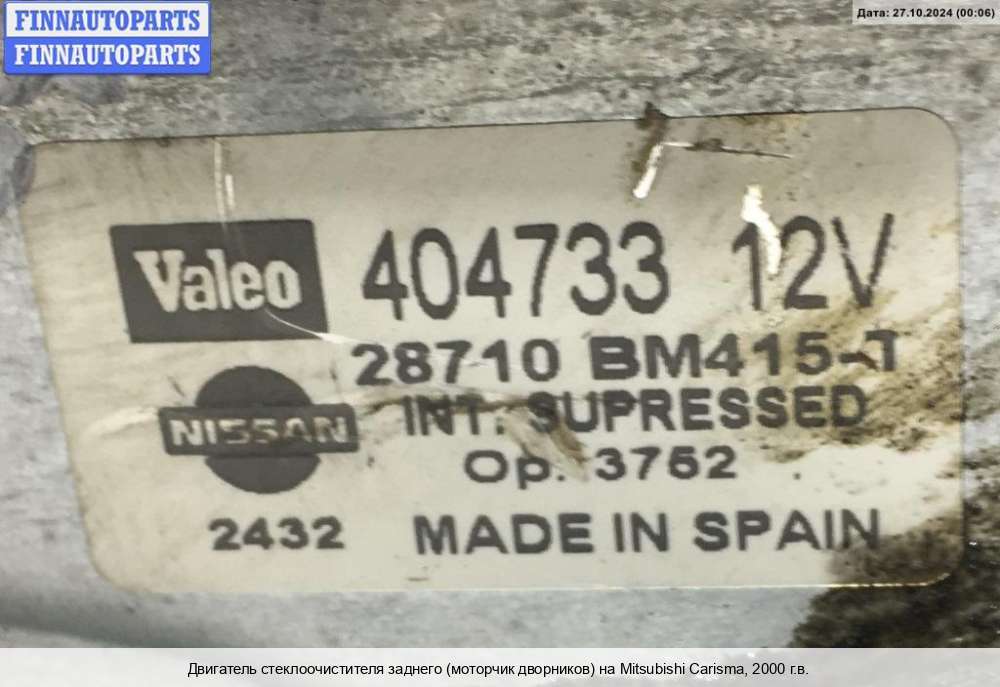 FINNAUTOPARTS
FINNAUTOPARTS
Дата: 27.10.2024 (00:06)
Valeo 404733 12V
28710 BM415-T
NISSAN INT. SUPRESSED
Op. 3752
2432 MADE IN SPAIN
Двигатель стеклоочистителя заднего (моторчик дворников) на Mitsubishi Carisma, 2000 г.в.